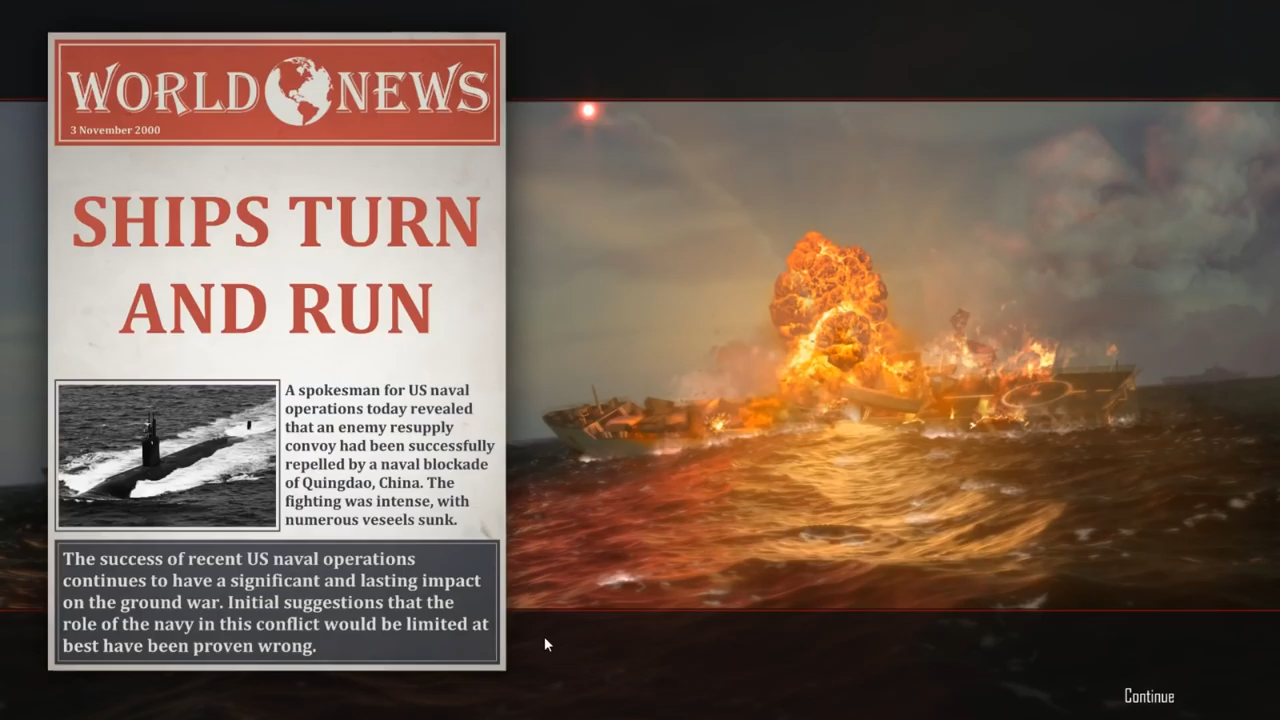 WORLD NEWS
3 November 2000
SHIPS TURN
AND RUN
A spokesman for US naval
operations today revealed
that an enemy resupply
convoy had been successfully
repelled by a naval blockade
of Quingdao, China. The
fighting was intense, with
numerous veseels sunk.
The success of recent US naval operations
continues to have a significant and lasting impact
on the ground war. Initial suggestions that the
role of the navy in this conflict would be limited at
best have been proven wrong.
Continue